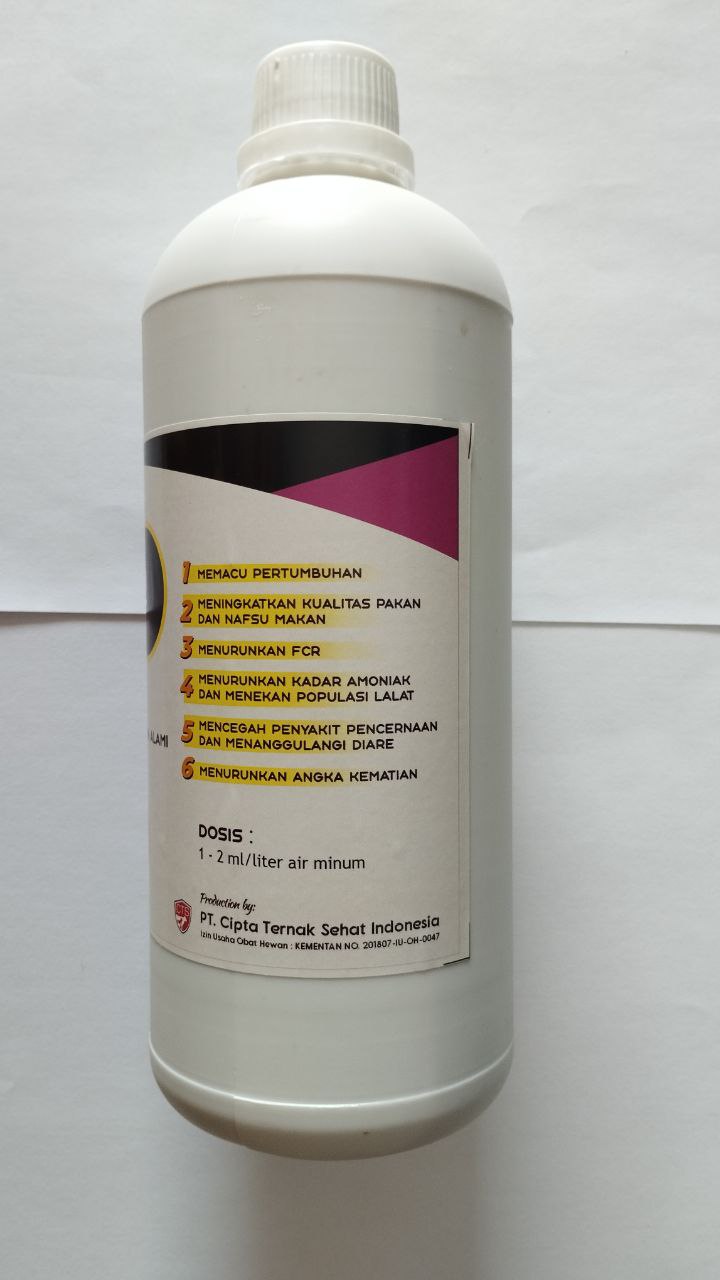 1 MEMACU PERTUMBUHAN
2 MENINGKATKAN KUALITAS PAKAN
DAN NAFSU MAKAN
3 MENURUNKAN FCR
4 MENURUNKAN KADAR AMONIAK
DAN MENEKAN POPULASI LALAT
5 MENCEGAH PENYAKIT PENCERNAAN
DAN MENANGGULANGI DIARE
6 MENURUNKAN ANGKA KEMATIAN
ALAMI
DOSIS :
1 - 2 ml/liter air minum
Production by:
PT. Cipta Ternak Sehat Indonesia
Izin Usaha Obat Hewan : KEMENTAN NO. 201807-IU-OH-0047